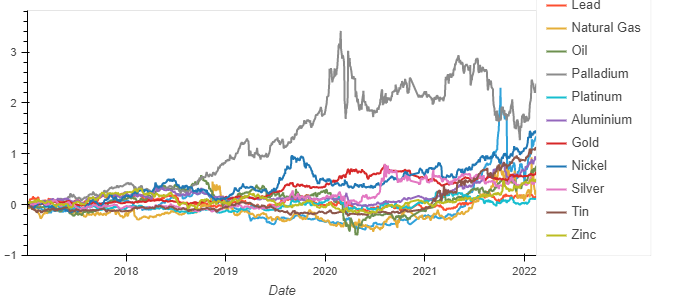 Lead
Natural Gas
Oil
Palladium
Platinum
Aluminium
Gold
Nickel
Silver
Tin
Zinc
3
2
1
0
−1
2018
2019
2020
2021
2022
Date